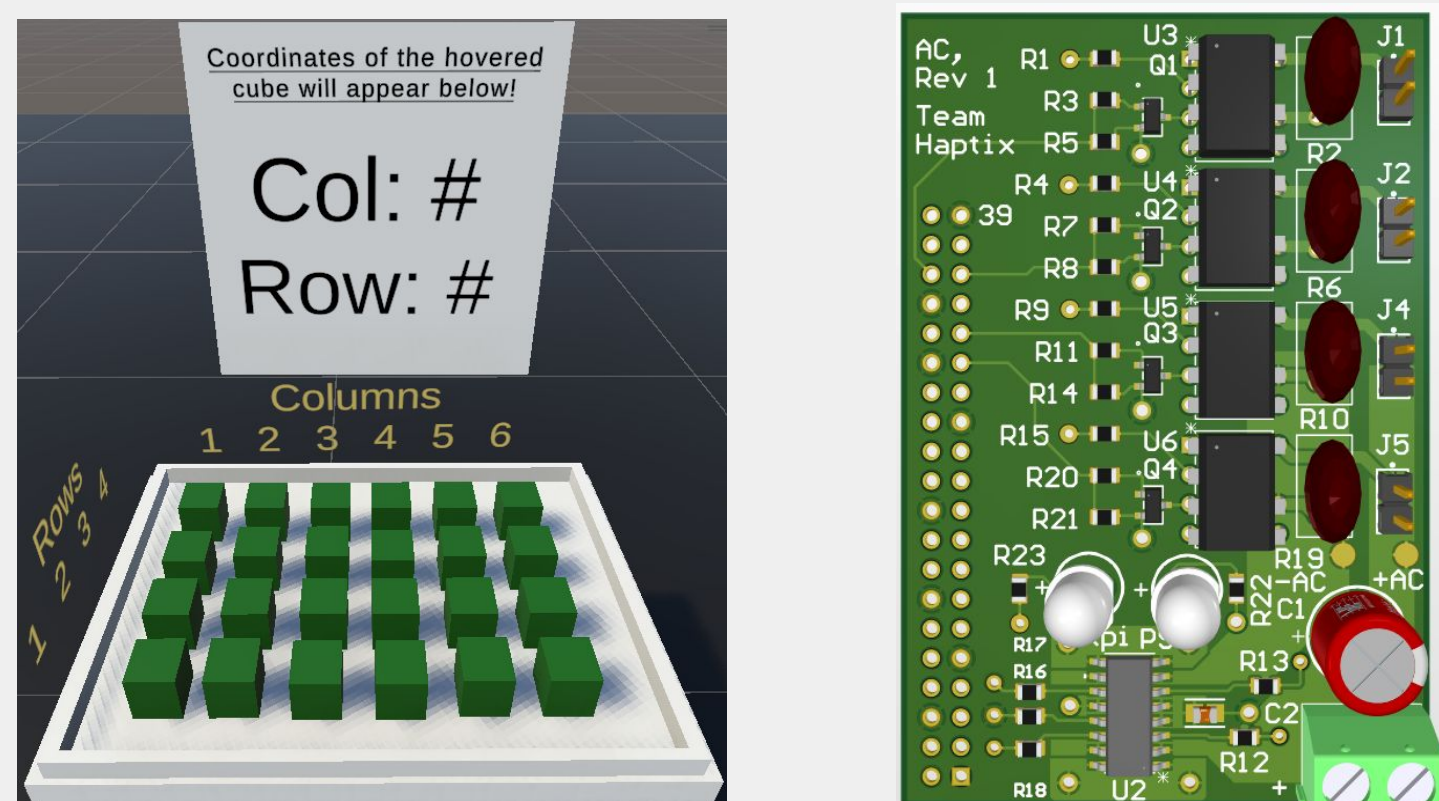 Coordinates of the hovered
cube will appear below!
Col: #
Row: #
Columns
1 2 3 4 5 6
Rows
4
3
2
1
AC,
Rev 1
Team
Haptix
39
R1
U3
Q1
J1
R3
R5
R2
R4
U4
Q2
J2
R7
R8
R6
R9
U5
Q3
J4
R11
R14
R10
R15
U6
Q4
J5
R20
R21
R19
R23
+
+
R22
-AC
+AC
C1
+
R17
R16
R13
C2
R12
R18
U2
+